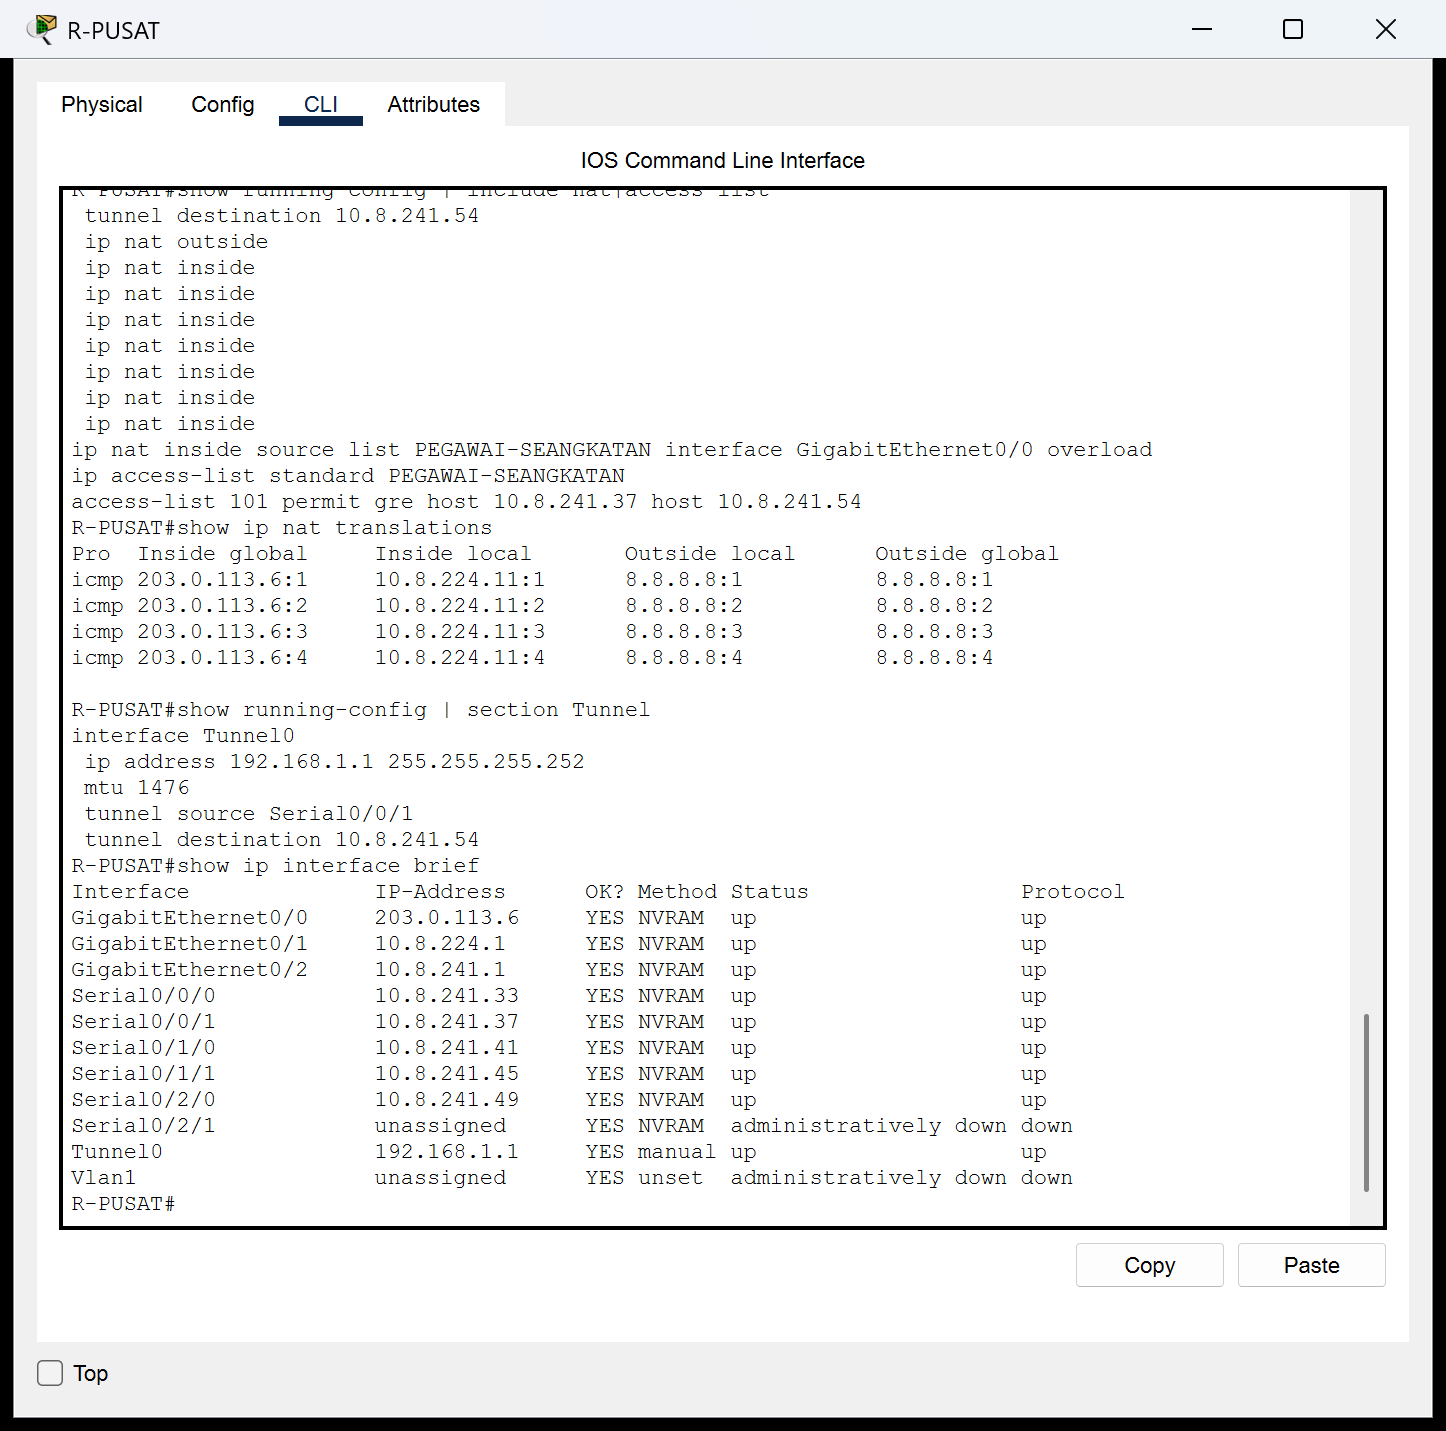 R-PUSAT
Physical Config CLI Attributes
IOS Command Line Interface
R-PUSAT#show running-config | include nat|access-list
tunnel destination 10.8.241.54
ip nat outside
ip nat inside
ip nat inside
ip nat inside
ip nat inside
ip nat inside
ip nat inside
ip nat inside
ip nat inside source list PEGAWAI-SEANGKATAN interface GigabitEthernet0/0 overload
ip access-list standard PEGAWAI-SEANGKATAN
access-list 101 permit gre host 10.8.241.37 host 10.8.241.54
R-PUSAT#show ip nat translations
Pro Inside global Inside local Outside local Outside global
icmp 203.0.113.6:1 10.8.224.11:1 8.8.8.8:1 8.8.8.8:1
icmp 203.0.113.6:2 10.8.224.11:2 8.8.8.8:2 8.8.8.8:2
icmp 203.0.113.6:3 10.8.224.11:3 8.8.8.8:3 8.8.8.8:3
icmp 203.0.113.6:4 10.8.224.11:4 8.8.8.8:4 8.8.8.8:4
R-PUSAT#show running-config | section Tunnel
interface Tunnel0
ip address 192.168.1.1 255.255.255.252
mtu 1476
tunnel source Serial0/0/1
tunnel destination 10.8.241.54
R-PUSAT#show ip interface brief
Interface IP-Address OK? Method Status Protocol
GigabitEthernet0/0 203.0.113.6 YES NVRAM up up
GigabitEthernet0/1 10.8.224.1 YES NVRAM up up
GigabitEthernet0/2 10.8.241.1 YES NVRAM up up
Serial0/0/0 10.8.241.33 YES NVRAM up up
Serial0/0/1 10.8.241.37 YES NVRAM up up
Serial0/1/0 10.8.241.41 YES NVRAM up up
Serial0/1/1 10.8.241.45 YES NVRAM up up
Serial0/2/0 10.8.241.49 YES NVRAM up up
Serial0/2/1 unassigned YES NVRAM administratively down down
Tunnel0 192.168.1.1 YES manual up up
Vlan1 unassigned YES unset administratively down down
R-PUSAT#
Copy Paste
Top